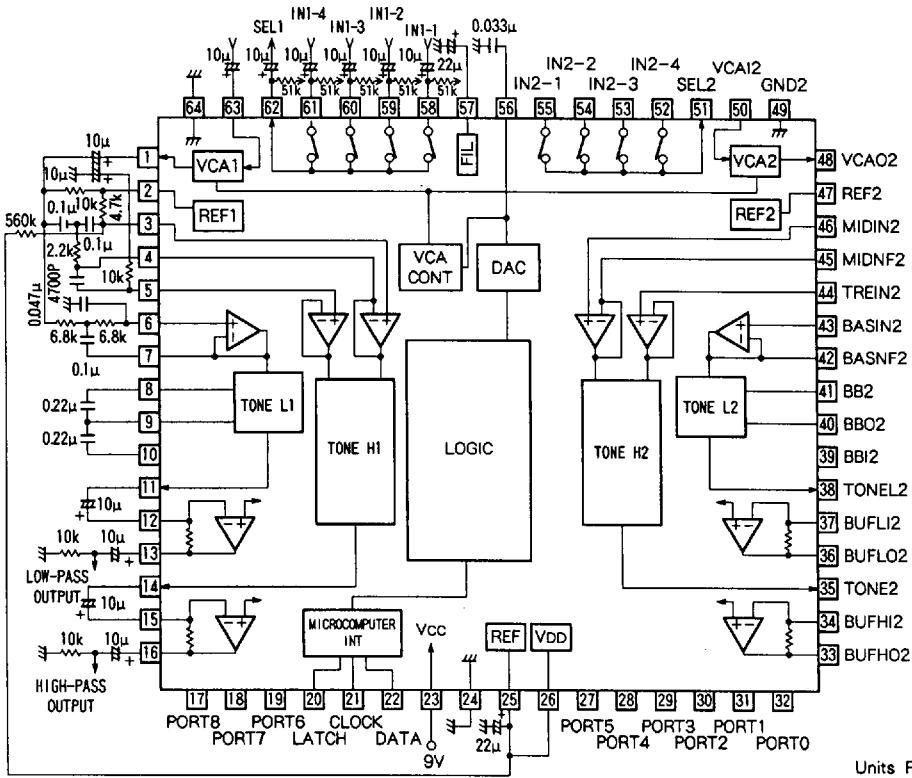 IN1-4 IN1-2
SEL1 IN1-3 IN1-1
0.033μ
10μ 10μ 10μ 10μ 10μ 10μ 22μ
51k 51k 51k 51k
IN2-2 IN2-4 VCAI2
IN2-1 IN2-3 SEL2 GND2
64 63 62 61 60 59 58 57 56 55 54 53 52 51 50 49
FIL
10μ
1 VCA1 VCA2 48 VCAO2
10μ 10k 4.7k
2 REF1 REF2 47 REF2
560k 0.1μ 0.1μ
3 46 MIDIN2
2.2k 10k
4 VCA CONT DAC 45 MIDNF2
4700P
5 44 TREIN2
0.047μ
6 43 BASIN2
6.8k 6.8k
7 42 BASNF2
0.1μ
8 41 BB2
0.22μ
TONE L1 TONE H1 LOGIC TONE H2 TONE L2
9 40 BBO2
0.22μ
10 39 BBI2
11 38 TONEL2
10μ
12 37 BUFLI2
10k 10μ
13 36 BUFLO2
LOW-PASS
OUTPUT
14 35 TONE2
10μ
15 34 BUFHI2
MICROCOMPUTER
INT
VCC REF VDD
10k 10μ
16 33 BUFHO2
HIGH-PASS
OUTPUT
17 18 19 20 21 22 23 24 25 26 27 28 29 30 31 32
PORT8 PORT6 CLOCK PORT5 PORT3 PORT1
PORT7 LATCH DATA PORT4 PORT2 PORT0
9V 22μ
Units R